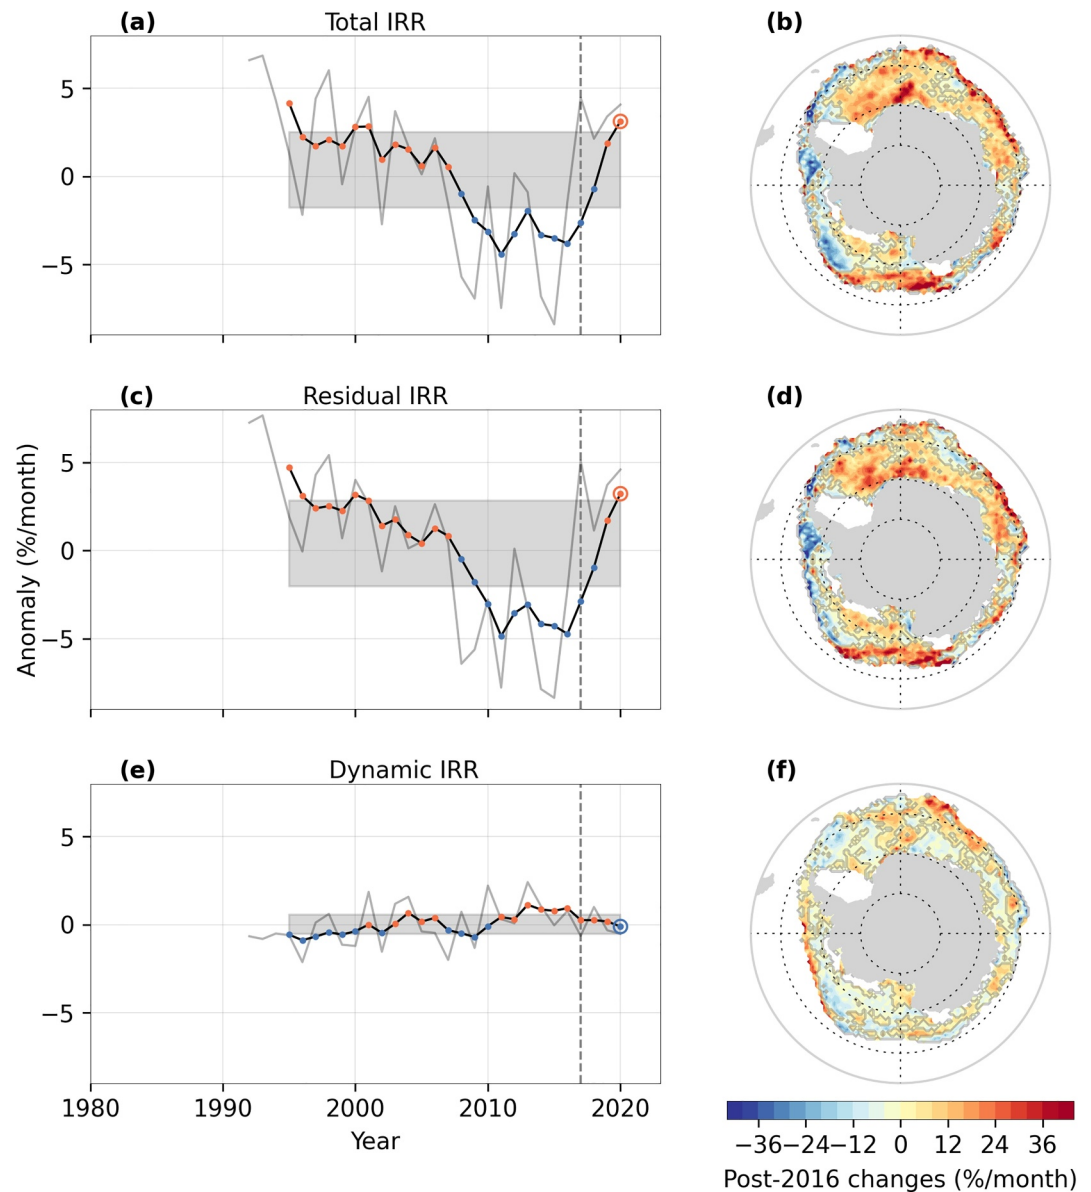 (a) Total IRR (b)
5
0
−5
(c) Residual IRR (d)
5
0
−5
Anomaly (%/month)
(e) Dynamic IRR (f)
5
0
−5
1980 1990 2000 2010 2020
Year
−36 −24 −12 0 12 24 36
Post-2016 changes (%/month)